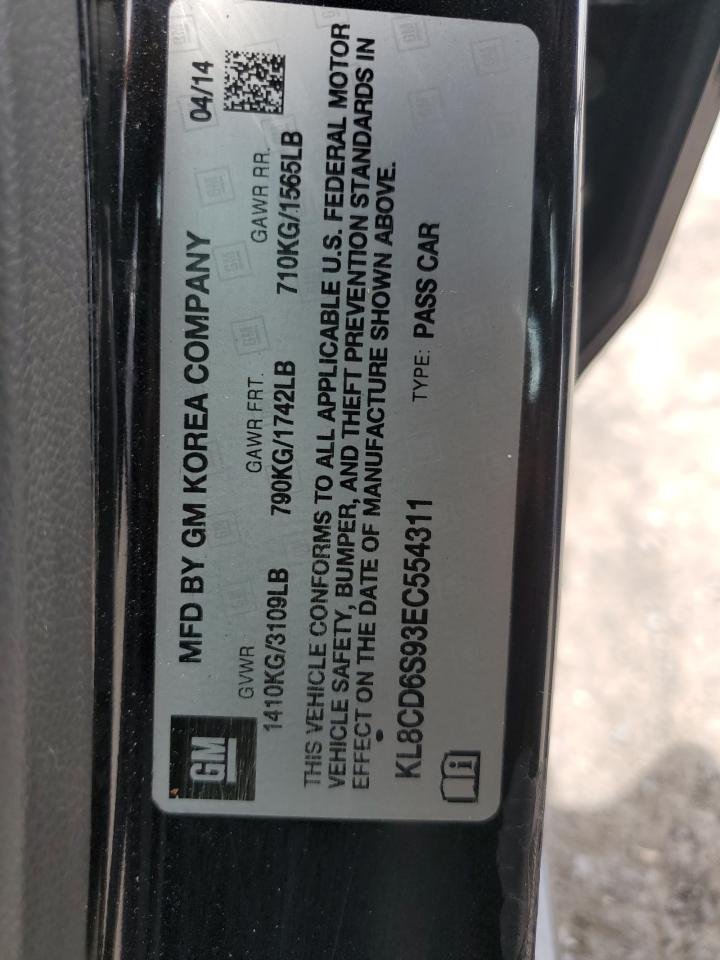 GM
MFD BY GM KOREA COMPANY 04/14
GVWR GAWR FRT. GAWR RR.
1410KG/3109LB 790KG/1742LB 710KG/1565LB
THIS VEHICLE CONFORMS TO ALL APPLICABLE U.S. FEDERAL MOTOR
VEHICLE SAFETY, BUMPER, AND THEFT PREVENTION STANDARDS IN
EFFECT ON THE DATE OF MANUFACTURE SHOWN ABOVE.
KL8CD6S93EC554311 TYPE: PASS CAR